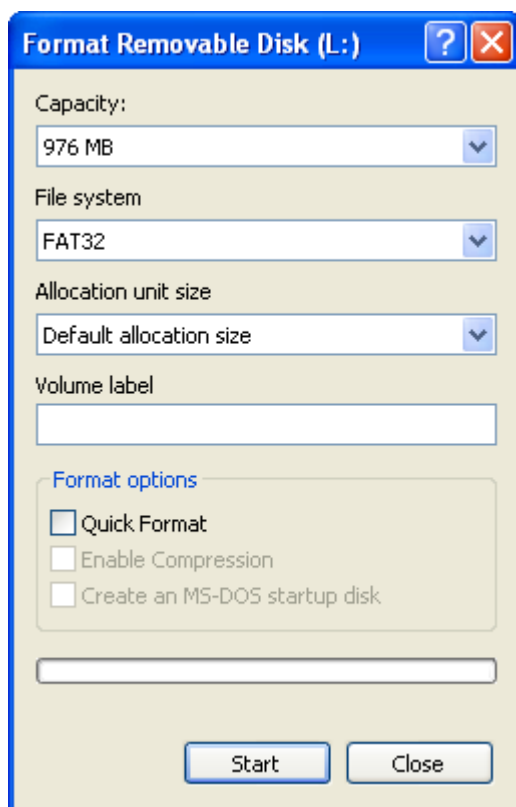 Format Removable Disk (L:)
Capacity:
976 MB
File system
FAT32
Allocation unit size
Default allocation size
Volume label
Format options
Quick Format
Enable Compression
Create an MS-DOS startup disk
Start Close